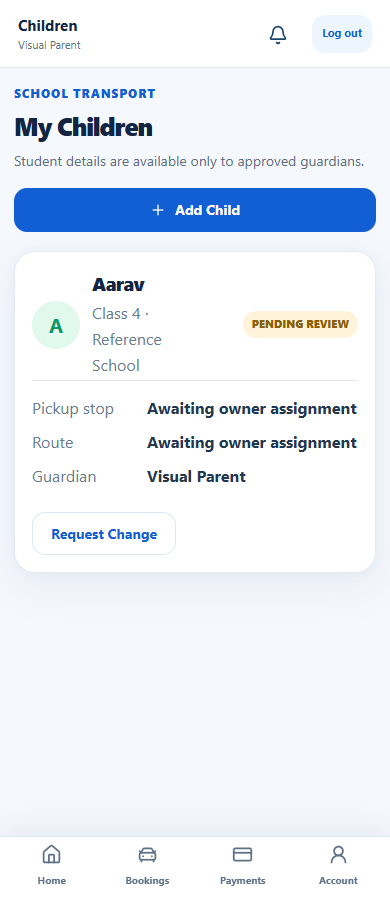 Children
Visual Parent
Log out
SCHOOL TRANSPORT
My Children
Student details are available only to approved guardians.
+ Add Child
A
Aarav
Class 4 ·
Reference
School
PENDING REVIEW
Pickup stop Awaiting owner assignment
Route Awaiting owner assignment
Guardian Visual Parent
Request Change
Home Bookings Payments Account